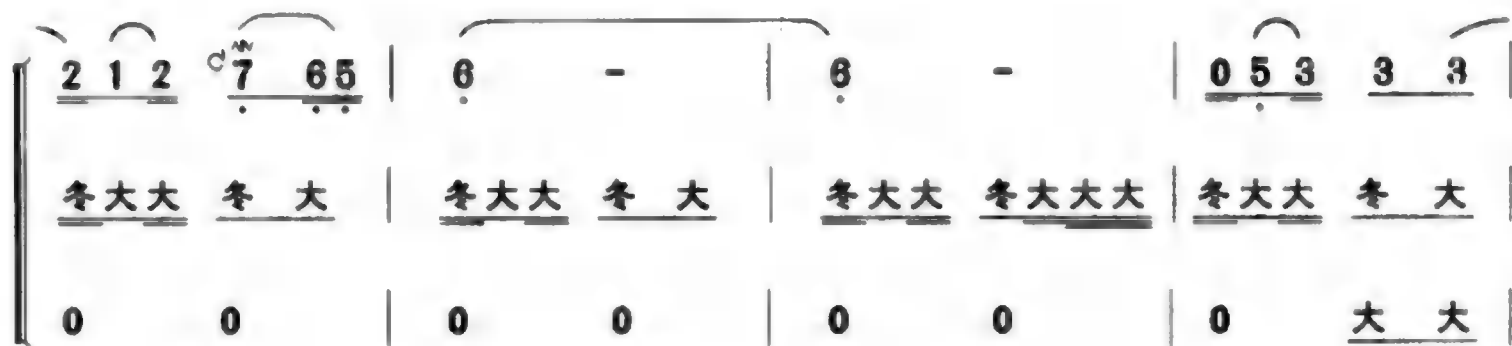 2 1 2 7 6 5 | 6 - | 6 - | 0 5 3 3 3 |
冬大大 冬 大 | 冬大大 冬 大 | 冬大大 冬大大大 | 冬大大 冬 大 |
0 0 | 0 0 | 0 0 | 0 大 大 |